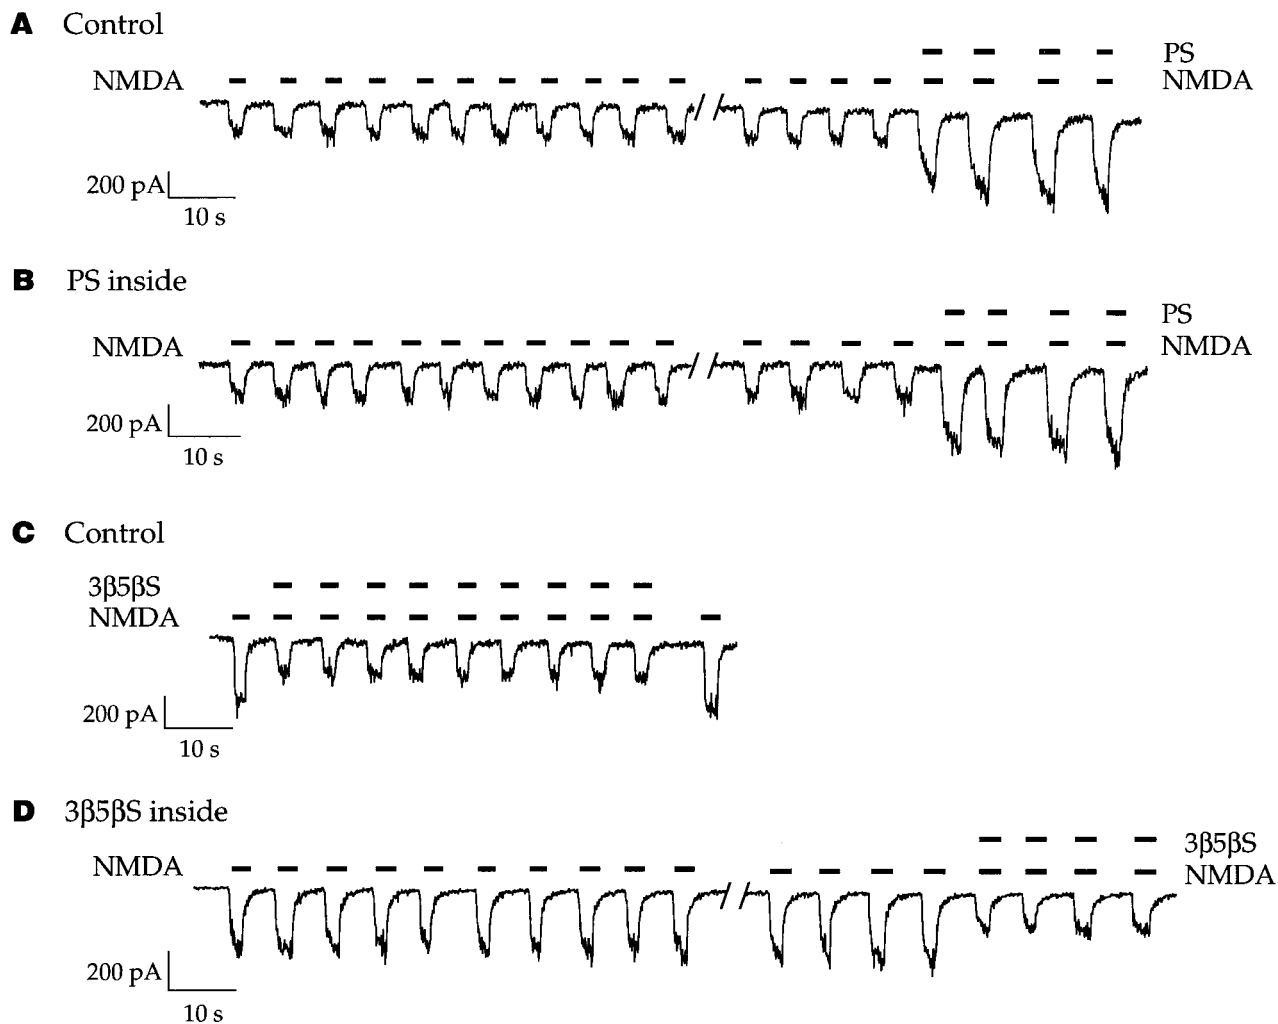 A Control
PS
NMDA NMDA
200 pA
10 s
B PS inside
PS
NMDA NMDA
200 pA
10 s
C Control
3β5βS
NMDA
200 pA
10 s
D 3β5βS inside
3β5βS
NMDA NMDA
200 pA
10 s